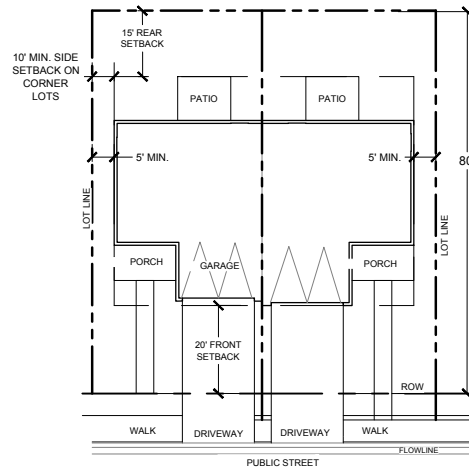 15' REAR
SETBACK
10' MIN. SIDE
SETBACK ON
CORNER
LOTS
PATIO
PATIO
5' MIN.
5' MIN.
80
LOT LINE
LOT LINE
PORCH
GARAGE
PORCH
20' FRONT
SETBACK
ROW
WALK
DRIVEWAY
DRIVEWAY
WALK
FLOWLINE
PUBLIC STREET